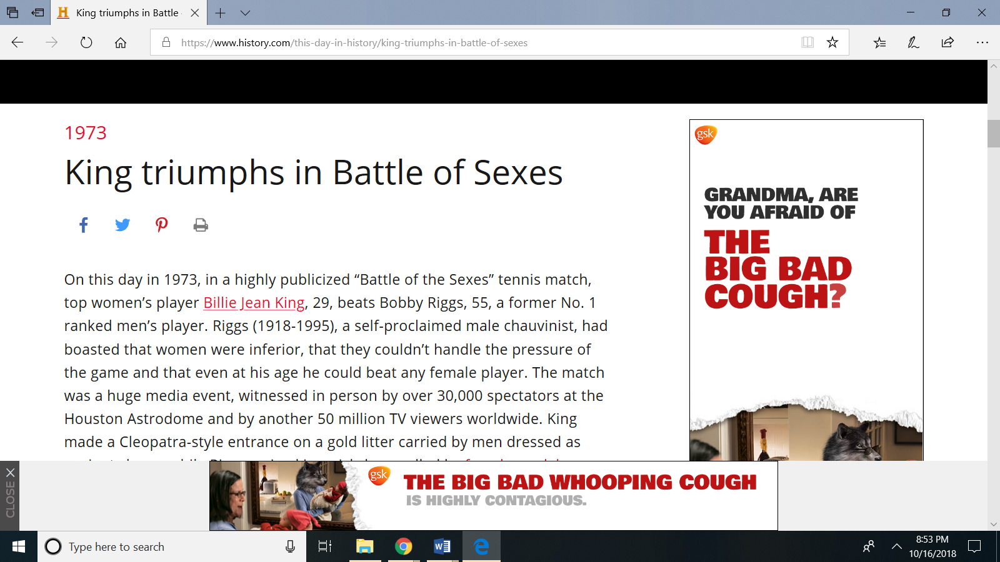 King triumphs in Battle
https://www.history.com/this-day-in-history/king-triumphs-in-battle-of-sexes
1973
King triumphs in Battle of Sexes
On this day in 1973, in a highly publicized “Battle of the Sexes” tennis match,
top women’s player Billie Jean King, 29, beats Bobby Riggs, 55, a former No. 1
ranked men’s player. Riggs (1918-1995), a self-proclaimed male chauvinist, had
boasted that women were inferior, that they couldn’t handle the pressure of
the game and that even at his age he could beat any female player. The match
was a huge media event, witnessed in person by over 30,000 spectators at the
Houston Astrodome and by another 50 million TV viewers worldwide. King
made a Cleopatra-style entrance on a gold litter carried by men dressed as
gsk
GRANDMA, ARE
YOU AFRAID OF
THE
BIG BAD
COUGH?
CLOSE
gsk
THE BIG BAD WHOOPING COUGH
IS HIGHLY CONTAGIOUS.
Type here to search
8:53 PM
10/16/2018